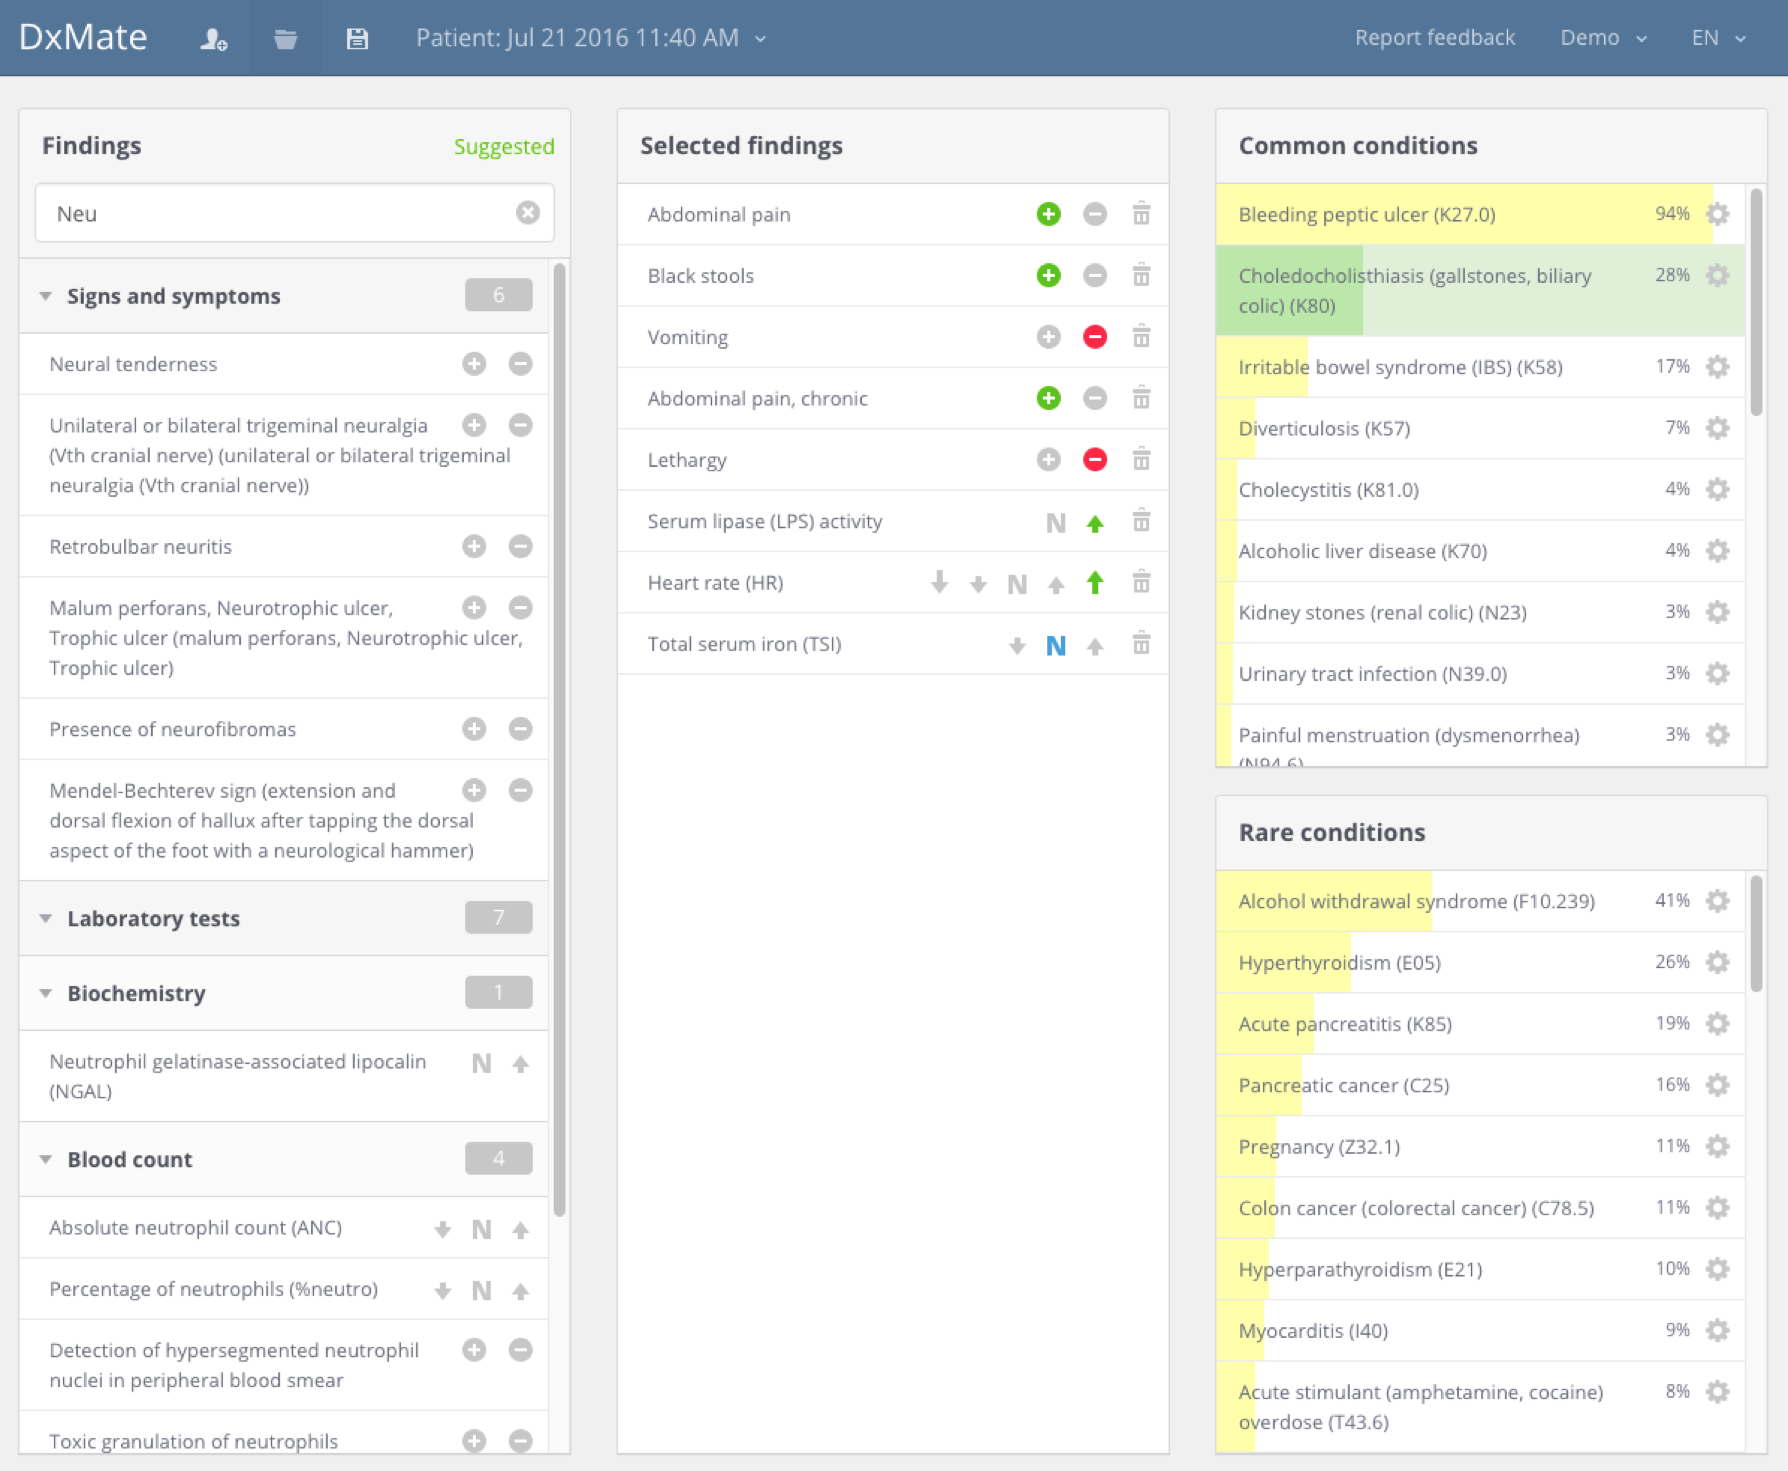 DxMate
Patient: Jul 21 2016 11:40 AM
Report feedback
Demo
EN
Findings
Suggested
Neu
Signs and symptoms
6
Neural tenderness
Unilateral or bilateral trigeminal neuralgia
(Vth cranial nerve) (unilateral or bilateral trigeminal
neuralgia (Vth cranial nerve))
Retrobulbar neuritis
Malum perforans, Neurotrophic ulcer,
Trophic ulcer (malum perforans, Neurotrophic ulcer,
Trophic ulcer)
Presence of neurofibromas
Mendel-Bechterev sign (extension and
dorsal flexion of hallux after tapping the dorsal
aspect of the foot with a neurological hammer)
Laboratory tests
7
Biochemistry
1
Neutrophil gelatinase-associated lipocalin
(NGAL)
N
Blood count
4
Absolute neutrophil count (ANC)
N
Percentage of neutrophils (%neutro)
N
Detection of hypersegmented neutrophil
nuclei in peripheral blood smear
Toxic granulation of neutrophils
Selected findings
Abdominal pain
Black stools
Vomiting
Abdominal pain, chronic
Lethargy
Serum lipase (LPS) activity
N
Heart rate (HR)
N
Total serum iron (TSI)
N
Common conditions
Bleeding peptic ulcer (K27.0)
94%
Choledocholisthiasis (gallstones, biliary
colic) (K80)
28%
Irritable bowel syndrome (IBS) (K58)
17%
Diverticulosis (K57)
7%
Cholecystitis (K81.0)
4%
Alcoholic liver disease (K70)
4%
Kidney stones (renal colic) (N23)
3%
Urinary tract infection (N39.0)
3%
Painful menstruation (dysmenorrhea)
(N94.6)
3%
Rare conditions
Alcohol withdrawal syndrome (F10.239)
41%
Hyperthyroidism (E05)
26%
Acute pancreatitis (K85)
19%
Pancreatic cancer (C25)
16%
Pregnancy (Z32.1)
11%
Colon cancer (colorectal cancer) (C78.5)
11%
Hyperparathyroidism (E21)
10%
Myocarditis (I40)
9%
Acute stimulant (amphetamine, cocaine)
overdose (T43.6)
8%